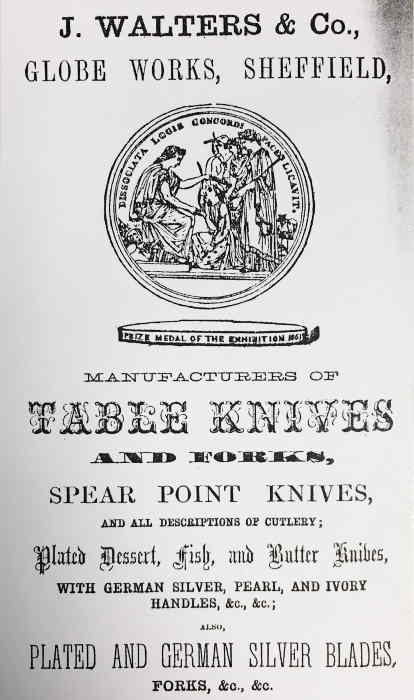 J. WALTERS & Co.,
GLOBE WORKS, SHEFFIELD,
DISSOCIATA LOCIS CONCORDI PACE LIGAVIT.
PRIZE MEDAL OF THE EXHIBITION
MANUFACTURERS OF
TABLE KNIVES
AND FORKS,
SPEAR POINT KNIVES,
AND ALL DESCRIPTIONS OF CUTLERY;
Plated Dessert, Fish, and Butter Knives,
WITH GERMAN SILVER, PEARL, AND IVORY
HANDLES, &c., &c.;
ALSO,
PLATED AND GERMAN SILVER BLADES,
FORKS, &c., &c.